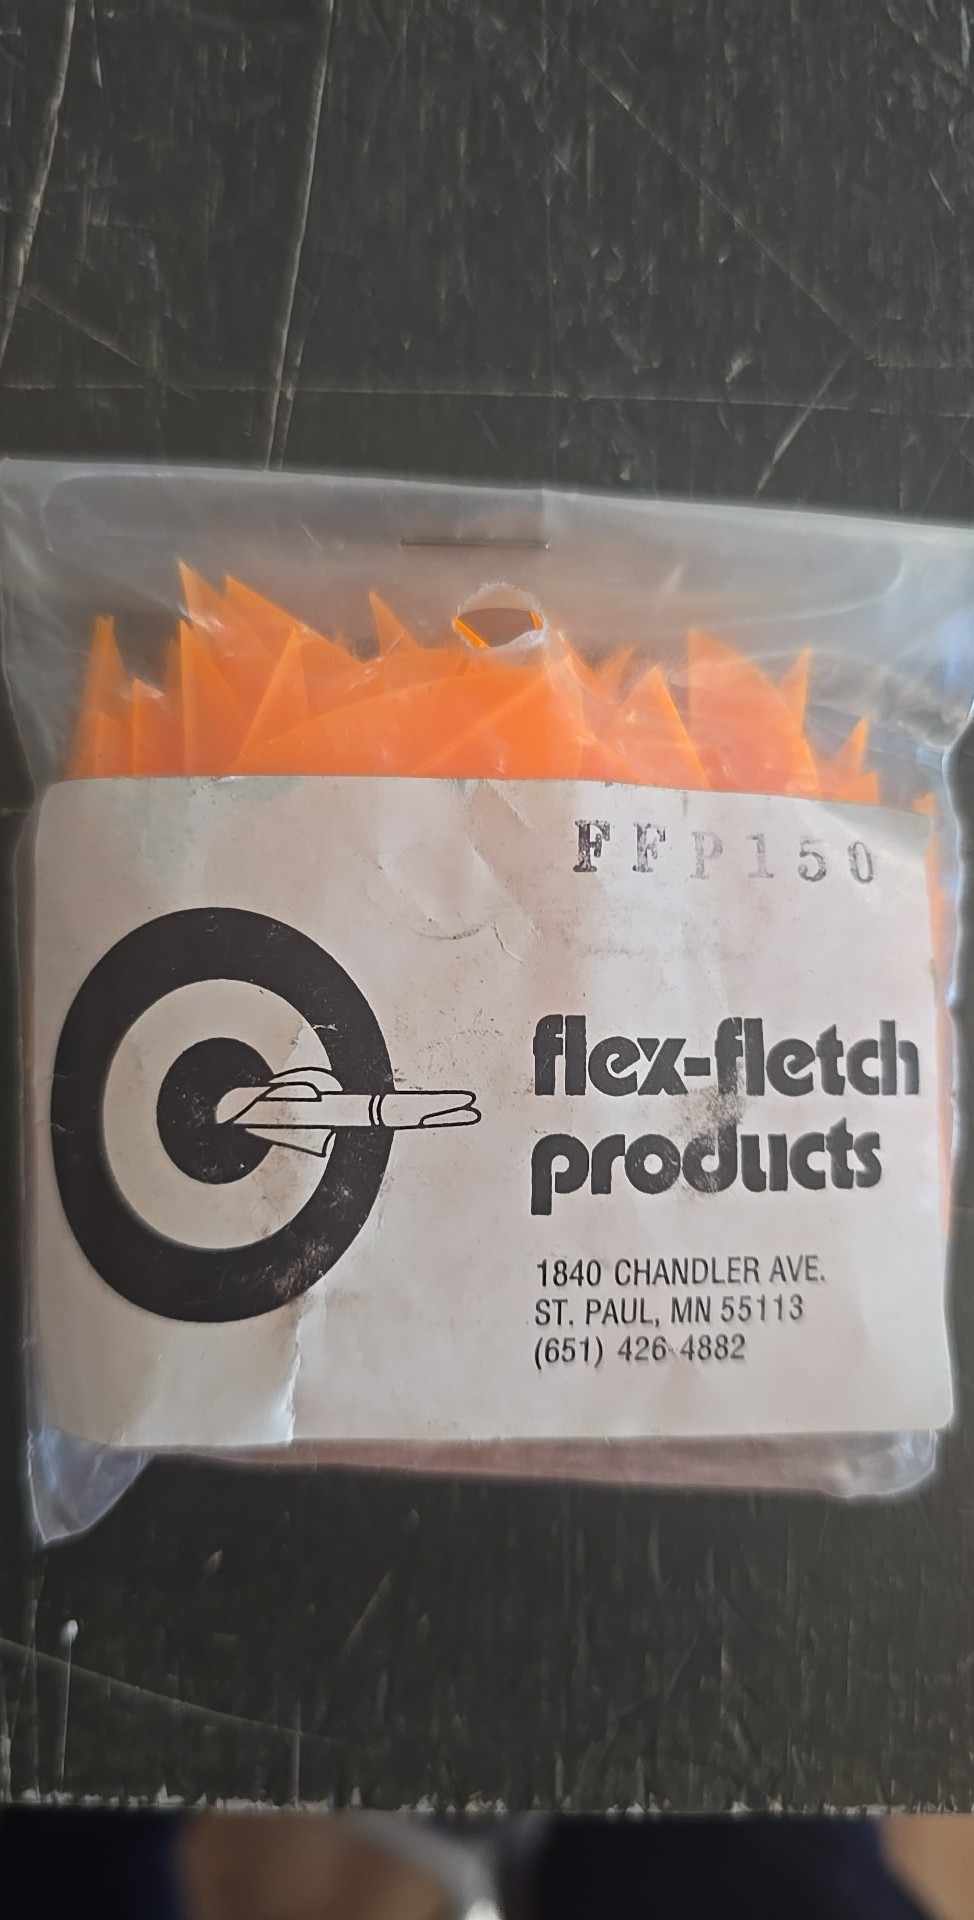 FFP150
flex-fletch
products
1840 CHANDLER AVE.
ST. PAUL, MN 55113
(651) 426-4882